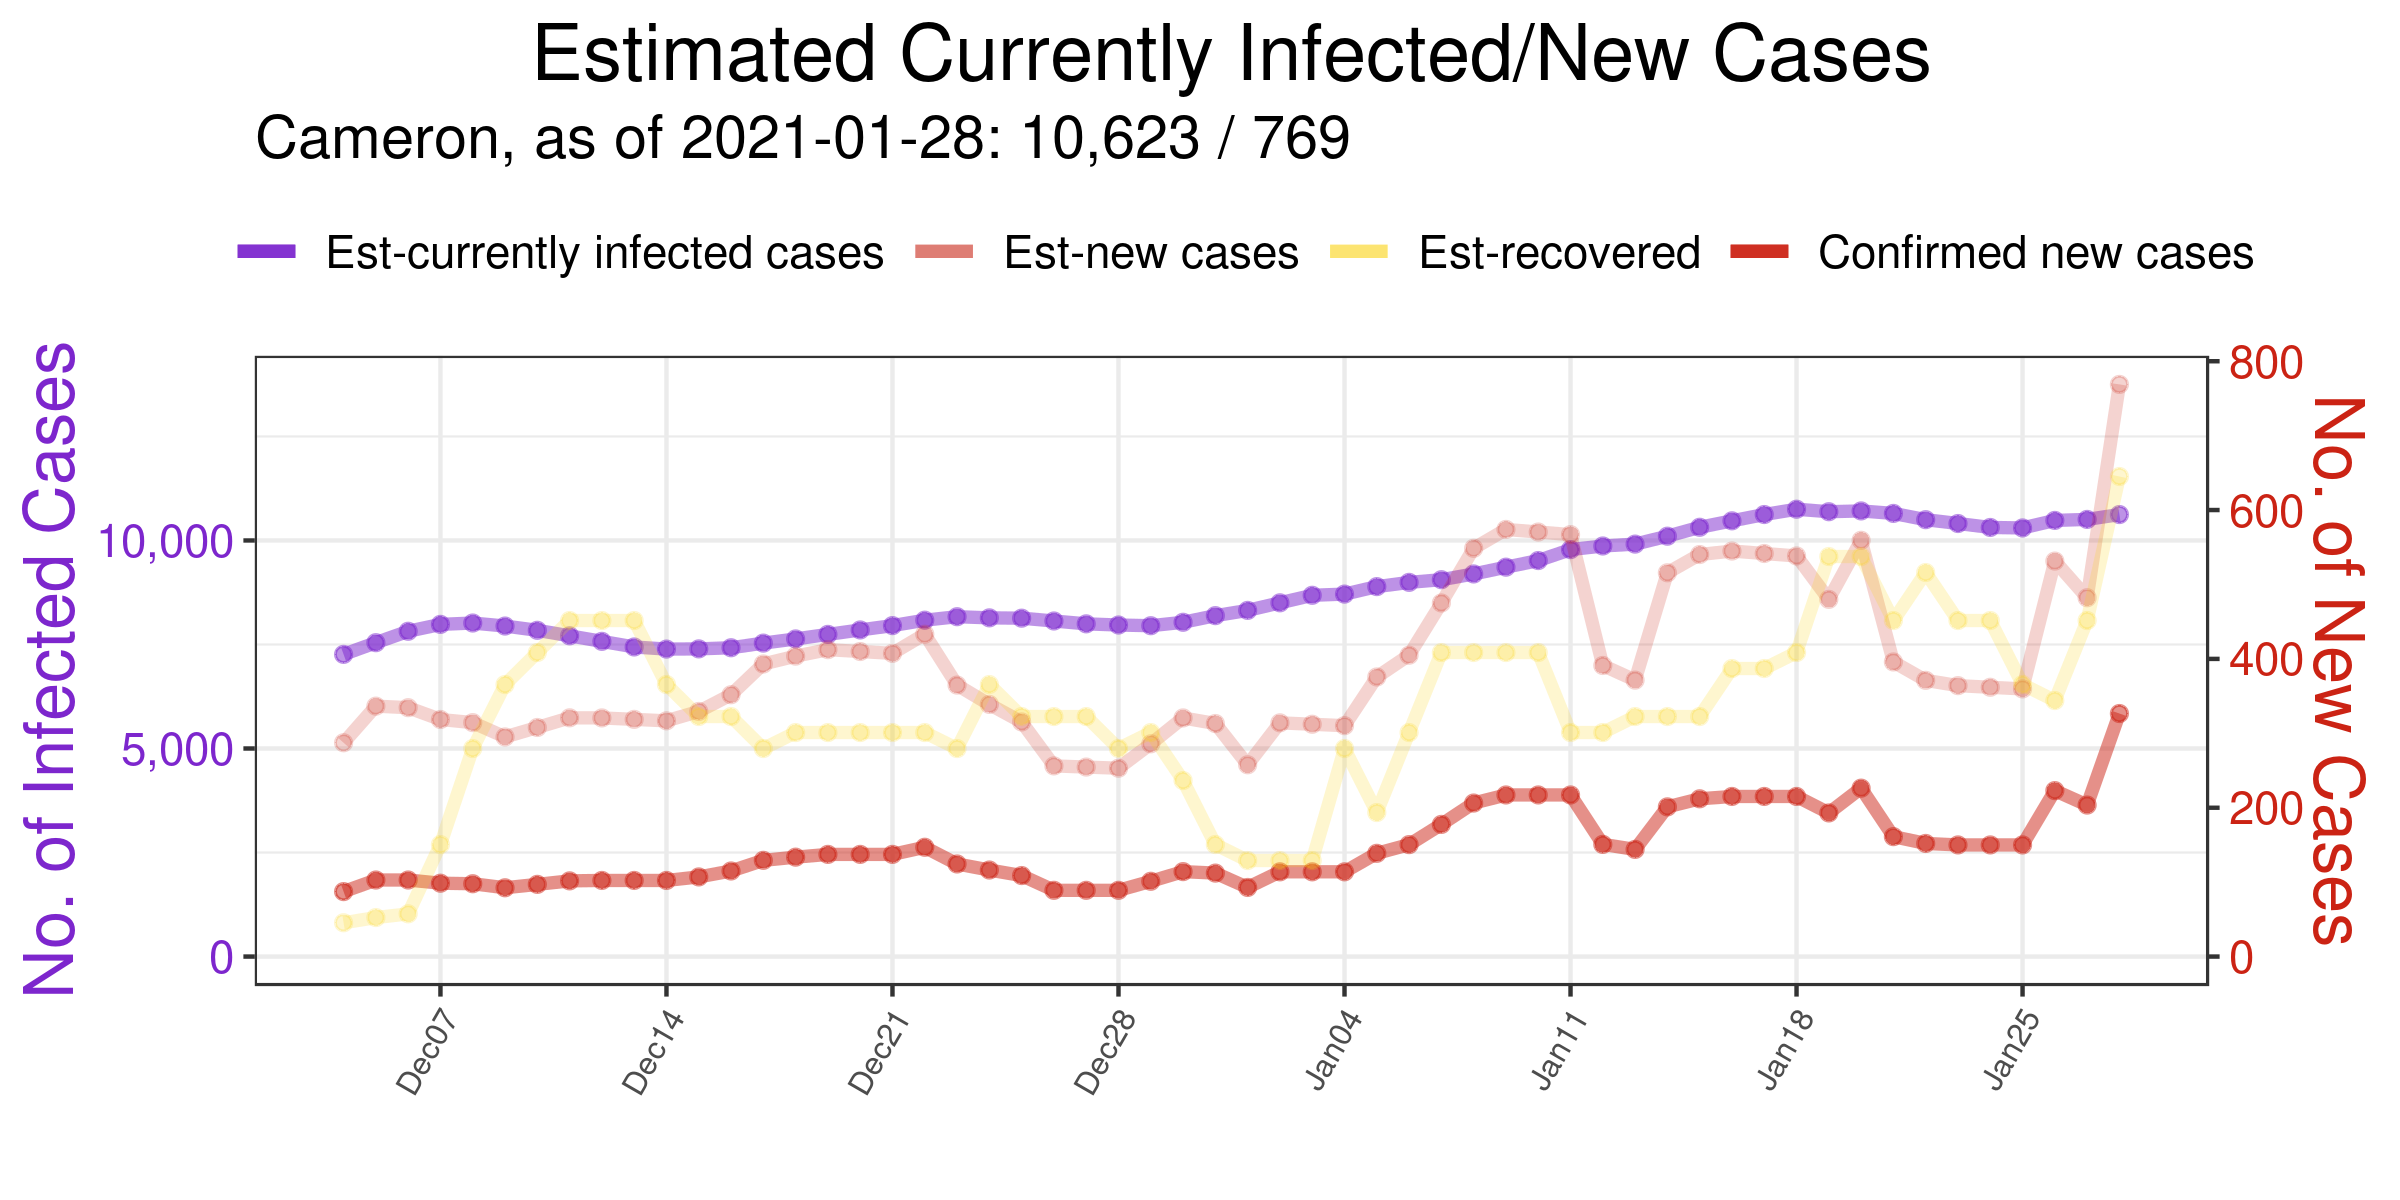 Estimated Currently Infected/New Cases
Cameron, as of 2021-01-28: 10,623 / 769
Est-currently infected cases Est-new cases Est-recovered Confirmed new cases
No. of Infected Cases
10,000
5,000
0
800
600
400
200
0
No. of New Cases
Dec07 Dec14 Dec21 Dec28 Jan04 Jan11 Jan18 Jan25